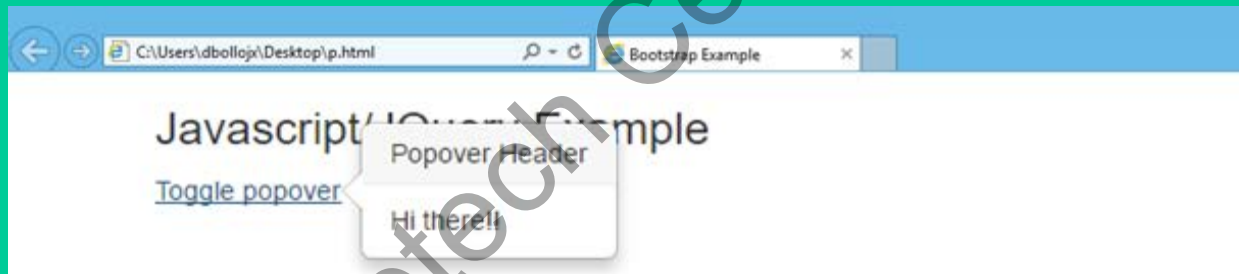 C:\Users\dbollojx\Desktop\p.html
Bootstrap Example
Javascript/JQuery Example
Popover Header
Toggle popover
Hi there!!